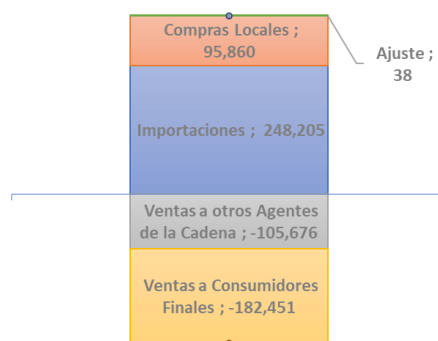 Compras Locales ;
95,860
Ajuste ;
38
Importaciones ; 248,205
Ventas a otros Agentes
de la Cadena ; -105,676
Ventas a Consumidores
Finales ; -182,451